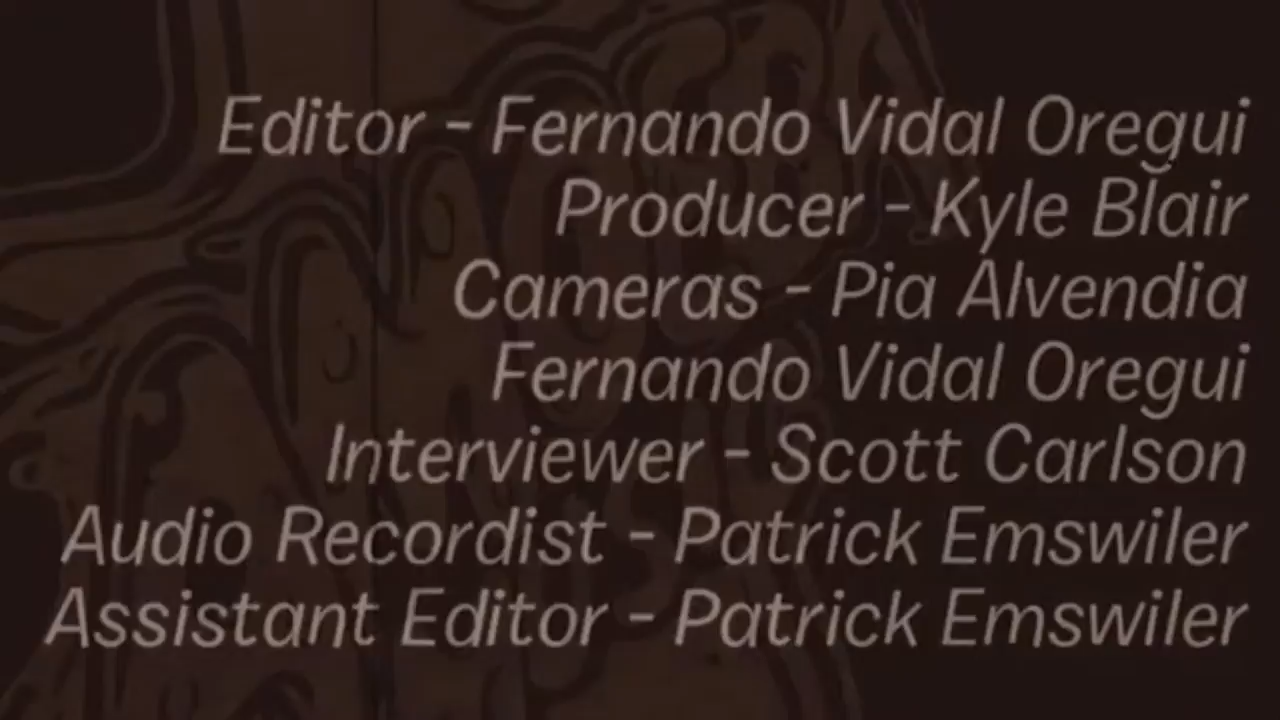 Editor - Fernando Vidal Oregui
Producer - Kyle Blair
Cameras - Pia Alvendia
Fernando Vidal Oregui
Interviewer - Scott Carlson
Audio Recordist - Patrick Emswiler
Assistant Editor - Patrick Emswiler